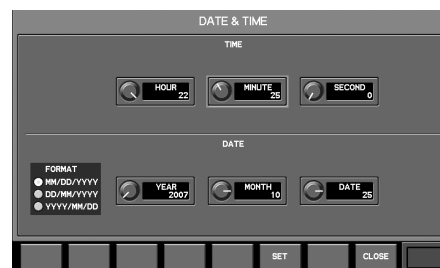 DATE & TIME
TIME
HOUR
22
MINUTE
25
SECOND
0
DATE
FORMAT
MM/DD/YYYY
DD/MM/YYYY
YYYY/MM/DD
YEAR
2007
MONTH
10
DATE
25
SET
CLOSE